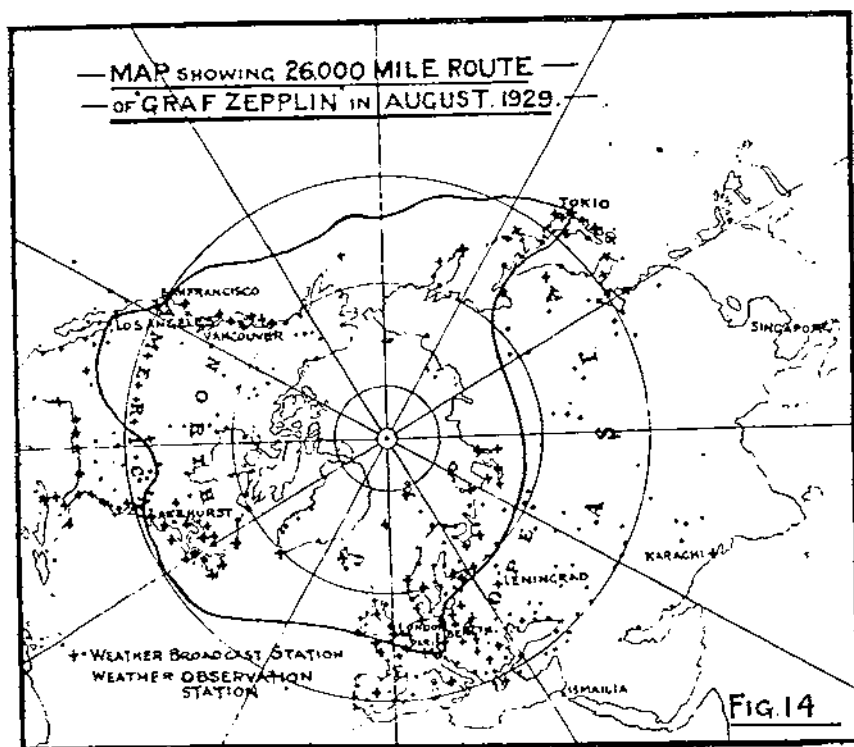 — MAP SHOWING 26,000 MILE ROUTE —
— OF "GRAF ZEPPLIN" IN AUGUST. 1929. —
TOKIO
SAN FRANCISCO
LOS ANGELES
VANCOUVER
SINGAPORE
NORTH
AMERICA
ASIA
LAKEHURST
KARACHI
LENINGRAD
LONDON
BERLIN
PARIS
+ WEATHER BROADCAST STATION
WEATHER OBSERVATION
STATION
ISMAILIA
FIG. 14